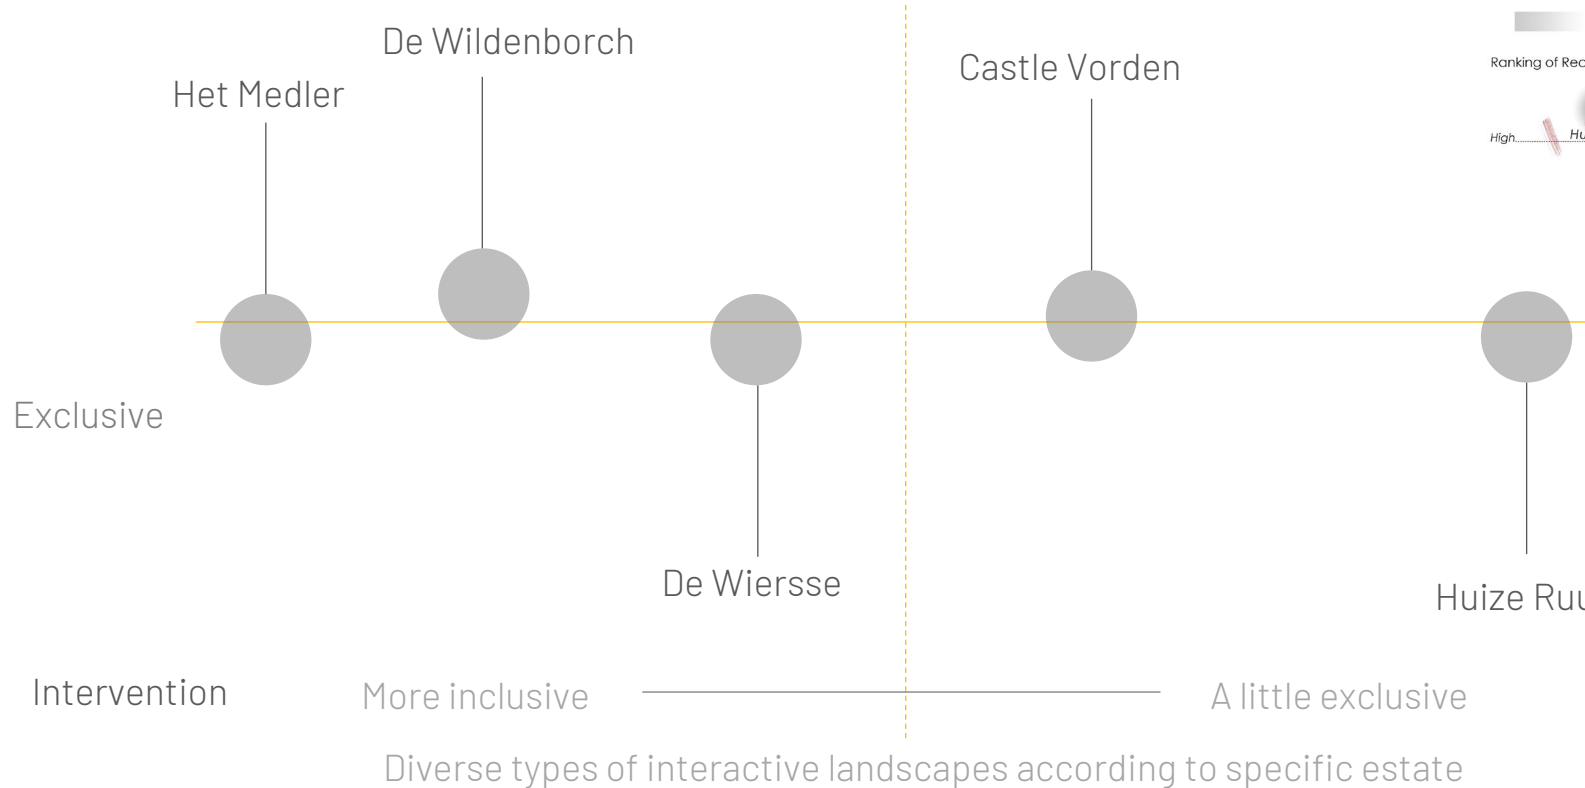 De Wildenborch
Het Medler
Castle Vorden
Ranking of
High
Exclusive
De Wiersse
Huize
Intervention
More inclusive
A little exclusive
Diverse types of interactive landscapes according to specific estate